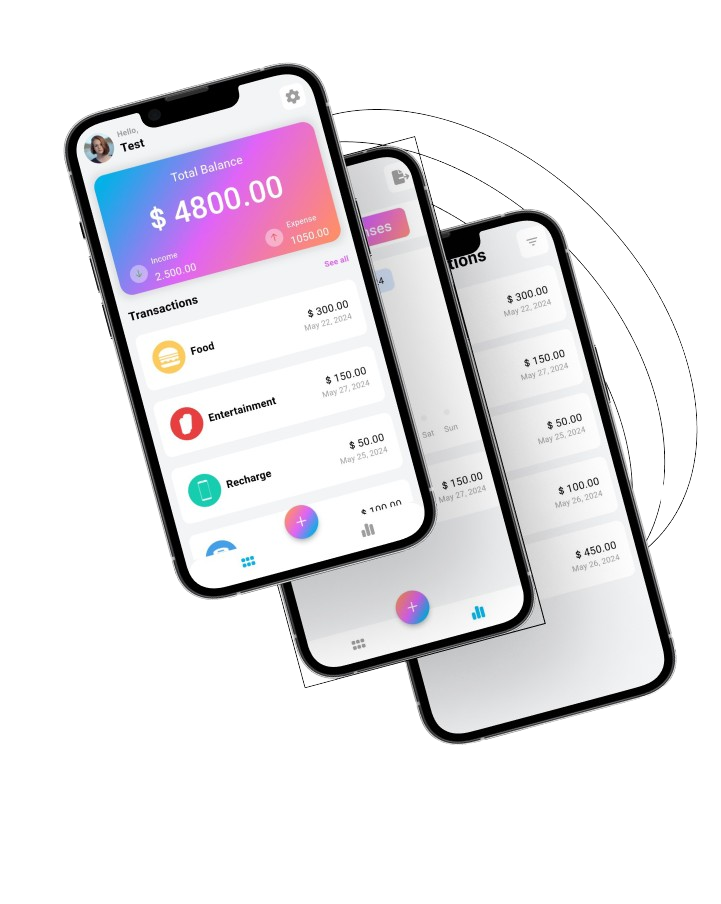 Hello,
Test
Total Balance
$ 4800.00
Income
2.500.00
Expense
1050.00
Transactions
See all
Food
$ 300.00
May 22, 2024
Entertainment
$ 150.00
May 27, 2024
Recharge
$ 50.00
May 25, 2024
$ 100.00
nses
4
Sat Sun
$ 150.00
May 27, 2024
tions
$ 300.00
May 22, 2024
$ 150.00
May 27, 2024
$ 50.00
May 25, 2024
$ 100.00
May 26, 2024
$ 450.00
May 26, 2024